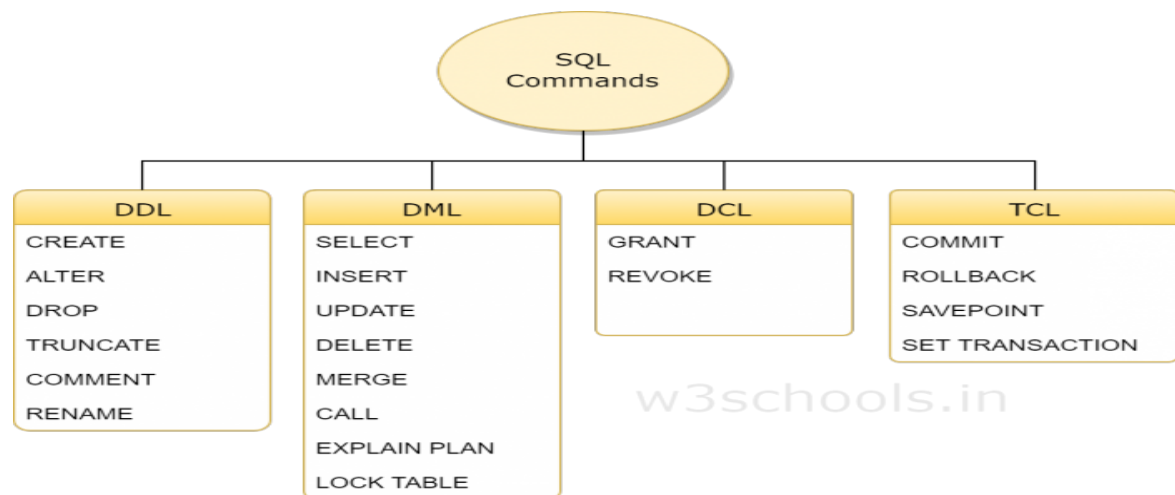 SQL
Commands
DDL
CREATE
ALTER
DROP
TRUNCATE
COMMENT
RENAME
DML
SELECT
INSERT
UPDATE
DELETE
MERGE
CALL
EXPLAIN PLAN
LOCK TABLE
DCL
GRANT
REVOKE
TCL
COMMIT
ROLLBACK
SAVEPOINT
SET TRANSACTION
w3schools.in